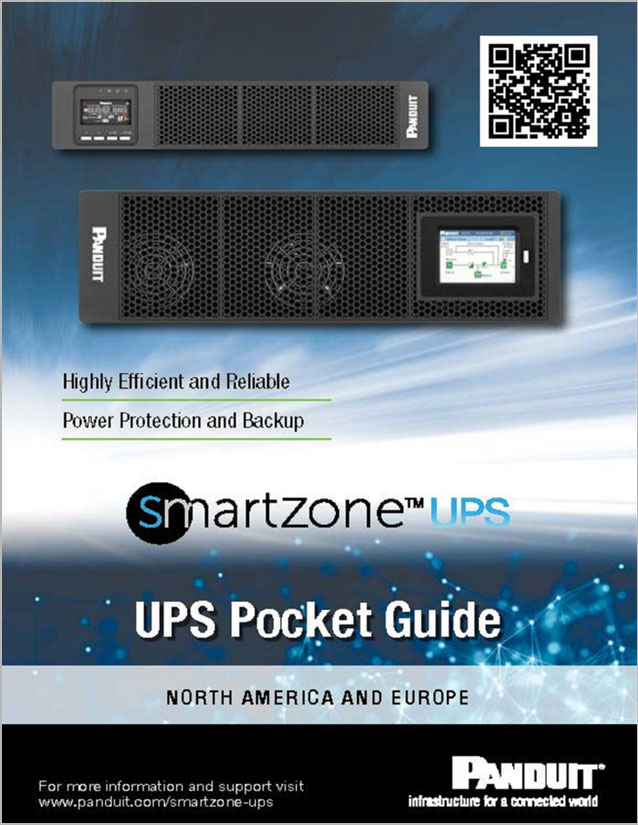 PANDUIT
PANDUIT
Highly Efficient and Reliable
Power Protection and Backup
smartzone™ UPS
UPS Pocket Guide
NORTH AMERICA AND EUROPE
For more information and support visit
www.panduit.com/smartzone-ups
PANDUIT®
infrastructure for a connected world